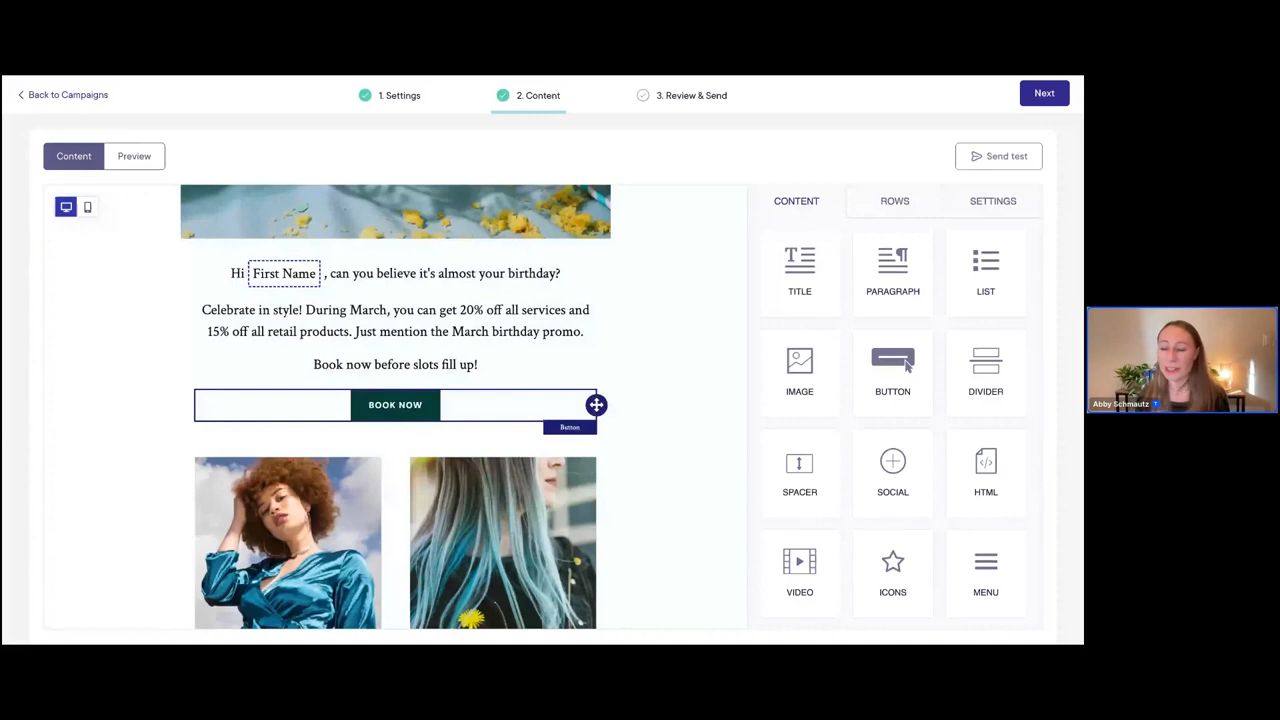 Back to Campaigns
1. Settings
2. Content
3. Review & Send
Next
Content
Preview
Send test
Hi First Name , can you believe it's almost your birthday?
Celebrate in style! During March, you can get 20% off all services and
15% off all retail products. Just mention the March birthday promo.
Book now before slots fill up!
BOOK NOW
Button
CONTENT
ROWS
SETTINGS
TITLE
PARAGRAPH
LIST
IMAGE
BUTTON
DIVIDER
SPACER
SOCIAL
HTML
VIDEO
ICONS
MENU
Abby Schmautz